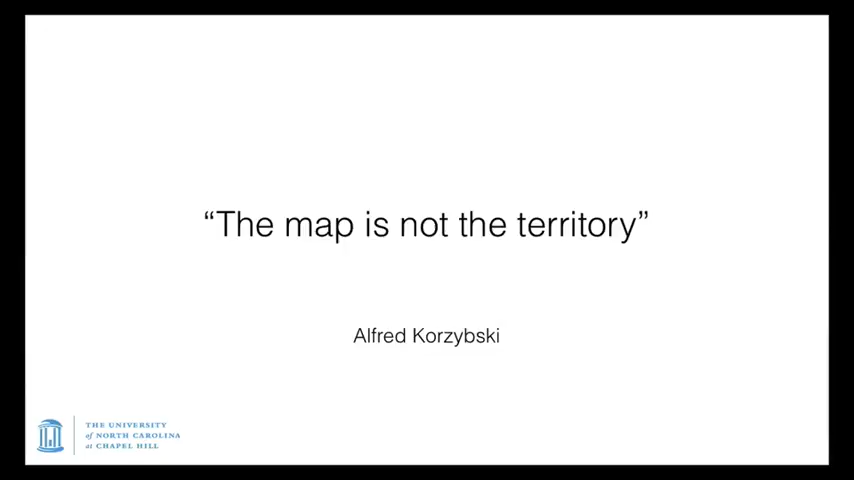 “The map is not the territory”
Alfred Korzybski
THE UNIVERSITY
of NORTH CAROLINA
at CHAPEL HILL